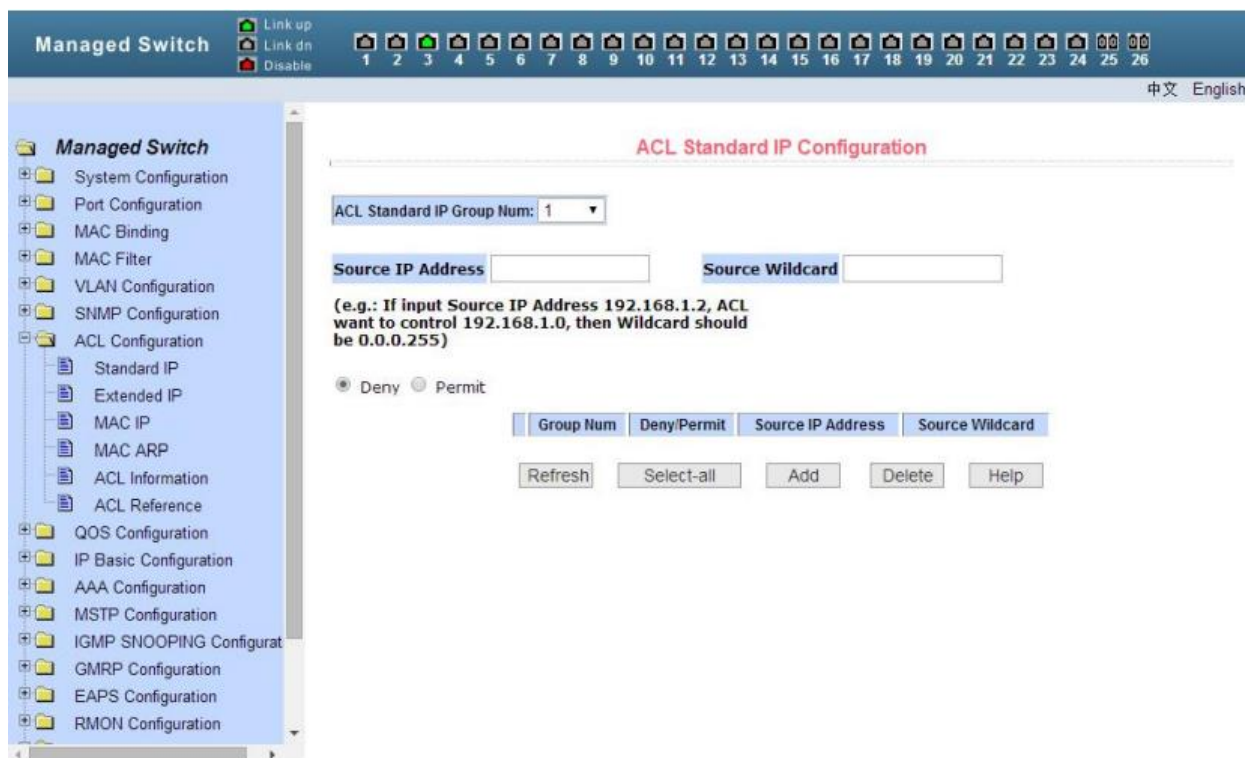 Managed Switch
Link up
Link dn
Disable
1 2 3 4 5 6 7 8 9 10 11 12 13 14 15 16 17 18 19 20 21 22 23 24 25 26
中文 English
Managed Switch
System Configuration
Port Configuration
MAC Binding
MAC Filter
VLAN Configuration
SNMP Configuration
ACL Configuration
Standard IP
Extended IP
MAC IP
MAC ARP
ACL Information
ACL Reference
QOS Configuration
IP Basic Configuration
AAA Configuration
MSTP Configuration
IGMP SNOOPING Configurat
GMRP Configuration
EAPS Configuration
RMON Configuration
ACL Standard IP Configuration
ACL Standard IP Group Num: 1
Source IP Address Source Wildcard
(e.g.: If input Source IP Address 192.168.1.2, ACL
want to control 192.168.1.0, then Wildcard should
be 0.0.0.255)
Deny Permit
Group Num Deny/Permit Source IP Address Source Wildcard
Refresh Select-all Add Delete Help